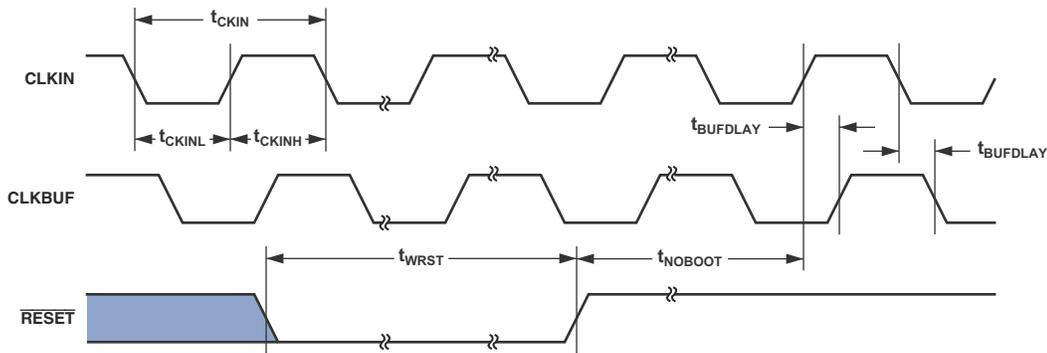 tCKIN
CLKIN
tCKINL
tCKINH
tBUFDLAY
tBUFDLAY
CLKBUF
tWRST
tNOBOOT
RESET